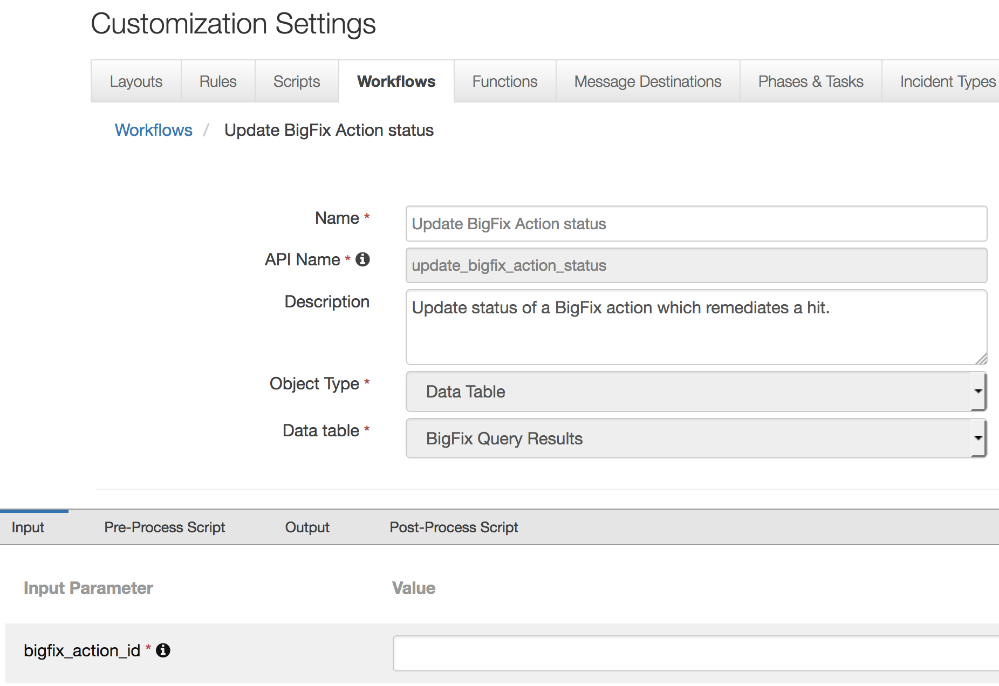 Customization Settings
Layouts Rules Scripts Workflows Functions Message Destinations Phases & Tasks Incident Types
Workflows / Update BigFix Action status
Name * Update BigFix Action status
API Name * update_bigfix_action_status
Description Update status of a BigFix action which remediates a hit.
Object Type * Data Table
Data table * BigFix Query Results
Input Pre-Process Script Output Post-Process Script
Input Parameter Value
bigfix_action_id *